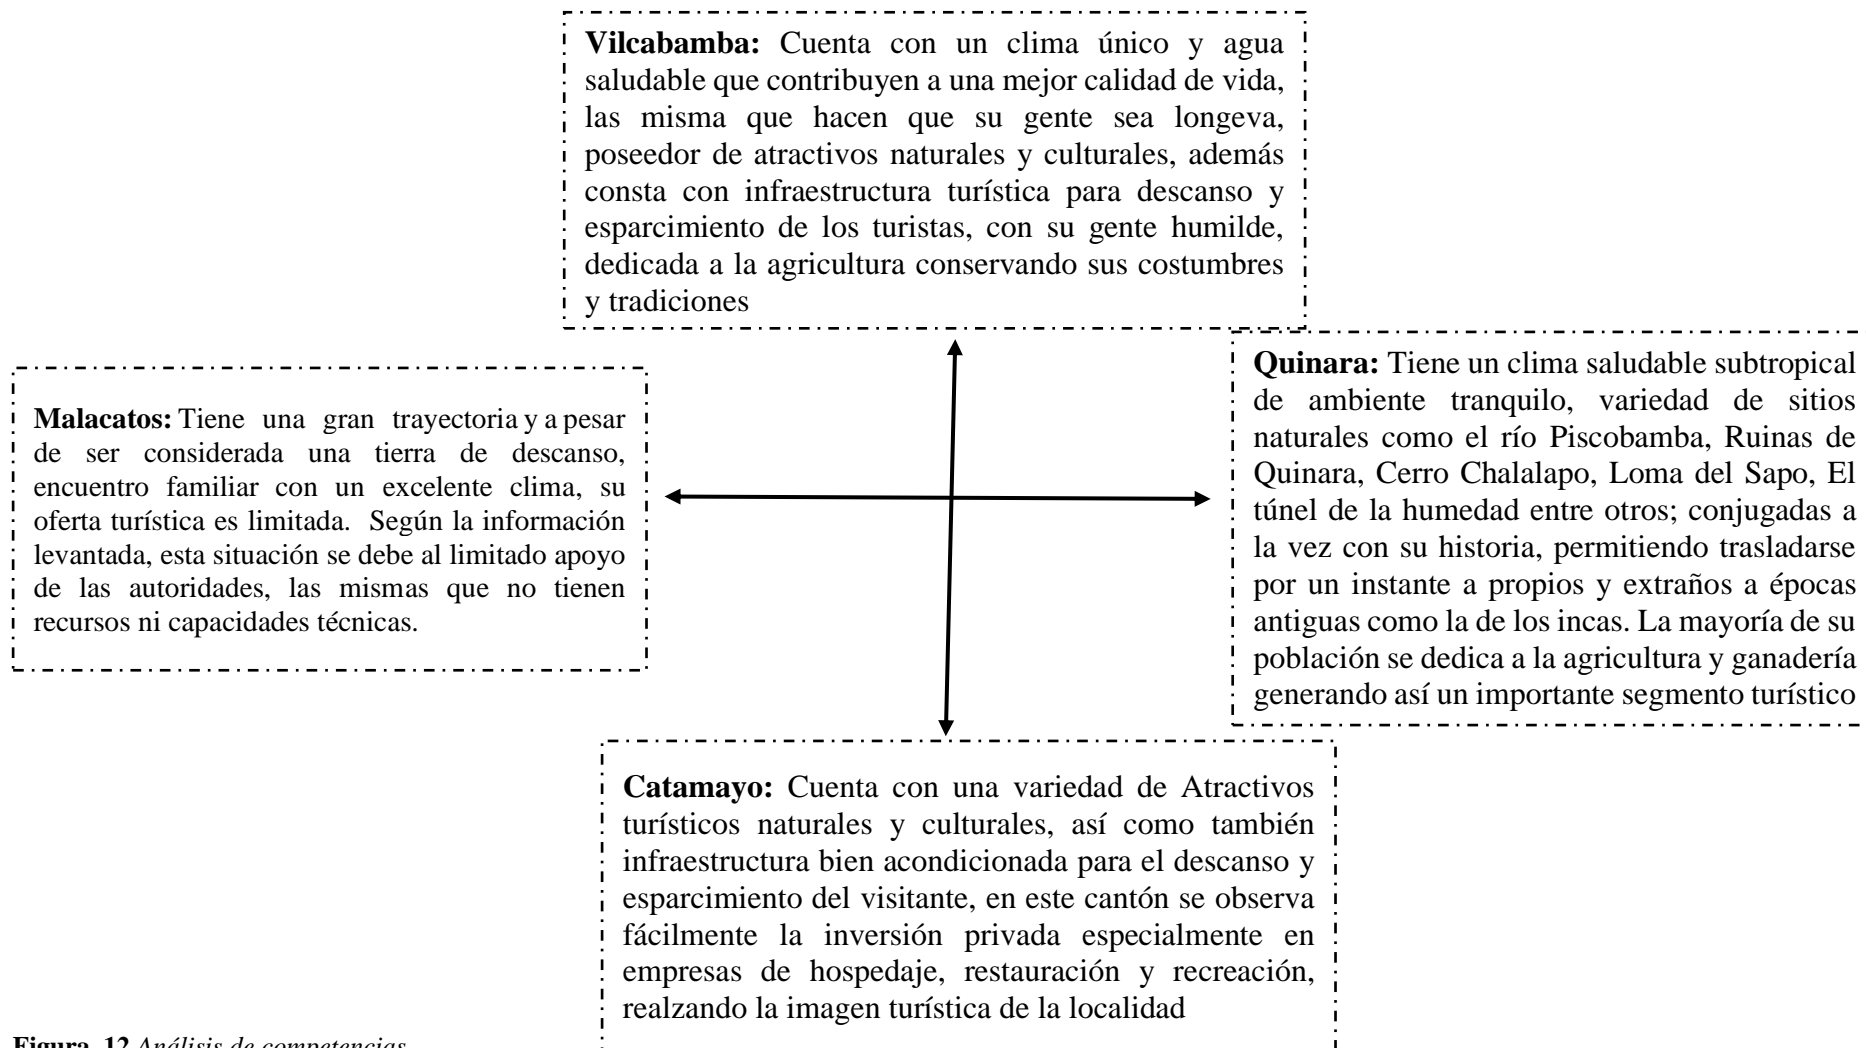 Vilcabamba: Cuenta con un clima único y agua
saludable que contribuyen a una mejor calidad de vida,
las misma que hacen que su gente sea longeva,
poseedor de atractivos naturales y culturales, además
consta con infraestructura turística para descanso y
esparcimiento de los turistas, con su gente humilde,
dedicada a la agricultura conservando sus costumbres
y tradiciones
Malacatos: Tiene una gran trayectoria y a pesar
de ser considerada una tierra de descanso,
encuentro familiar con un excelente clima, su
oferta turística es limitada. Según la información
levantada, esta situación se debe al limitado apoyo
de las autoridades, las mismas que no tienen
recursos ni capacidades técnicas.
Quinara: Tiene un clima saludable subtropical
de ambiente tranquilo, variedad de sitios
naturales como el río Piscobamba, Ruinas de
Quinara, Cerro Chalalapo, Loma del Sapo, El
túnel de la humedad entre otros; conjugadas a
la vez con su historia, permitiendo trasladarse
por un instante a propios y extraños a épocas
antiguas como la de los incas. La mayoría de su
población se dedica a la agricultura y ganadería
generando así un importante segmento turístico
Catamayo: Cuenta con una variedad de Atractivos
turísticos naturales y culturales, así como también
infraestructura bien acondicionada para el descanso y
esparcimiento del visitante, en este cantón se observa
fácilmente la inversión privada especialmente en
empresas de hospedaje, restauración y recreación,
realzando la imagen turística de la localidad
Figura 12 Análisis de competencias